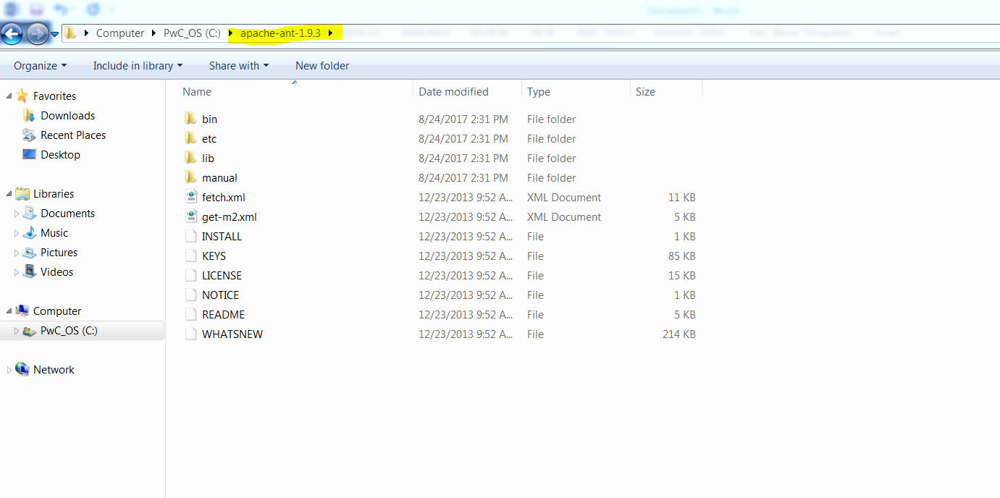 Computer PwC_OS (C:) apache-ant-1.9.3
Organize Include in library Share with New folder
Name Date modified Type Size
Favorites
Downloads
Recent Places
Desktop
Libraries
Documents
Music
Pictures
Videos
Computer
PwC_OS (C:)
Network
bin 8/24/2017 2:31 PM File folder
etc 8/24/2017 2:31 PM File folder
lib 8/24/2017 2:31 PM File folder
manual 8/24/2017 2:31 PM File folder
fetch.xml 12/23/2013 9:52 A... XML Document 11 KB
get-m2.xml 12/23/2013 9:52 A... XML Document 5 KB
INSTALL 12/23/2013 9:52 A... File 1 KB
KEYS 12/23/2013 9:52 A... File 85 KB
LICENSE 12/23/2013 9:52 A... File 15 KB
NOTICE 12/23/2013 9:52 A... File 1 KB
README 12/23/2013 9:52 A... File 5 KB
WHATSNEW 12/23/2013 9:52 A... File 214 KB